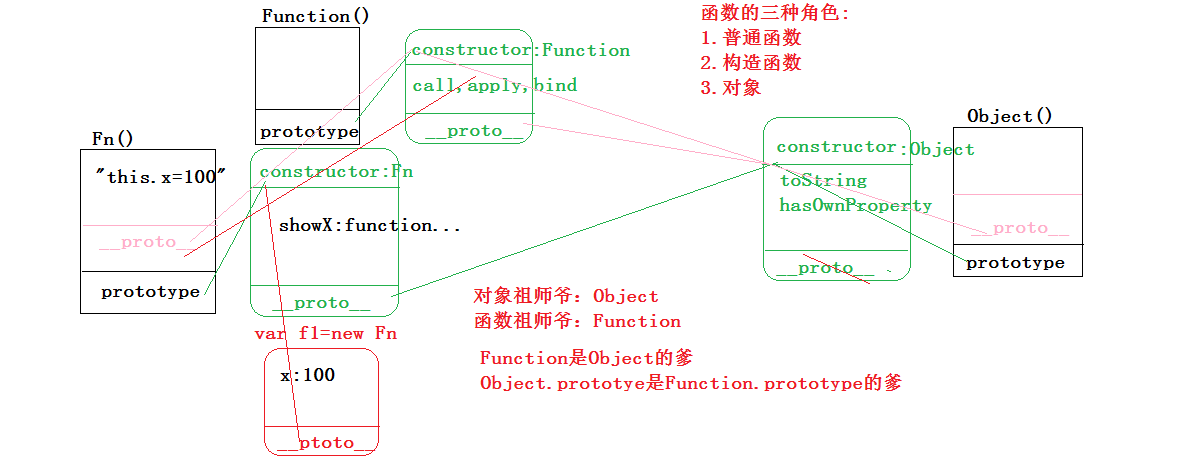 Function()
函数的三种角色:
1.普通函数
2.构造函数
3.对象
constructor:Function
call,apply,bind
prototype
__proto__
Fn()
"this.x=100"
__proto__
prototype
constructor:Fn
showX:function...
__proto__
Object()
constructor:Object
toString
hasOwnProperty
__proto__
__proto__
prototype
var f1=new Fn
x:100
__ptoto__
对象祖师爷：Object
函数祖师爷：Function
Function是Object的爹
Object.prototye是Function.prototype的爹